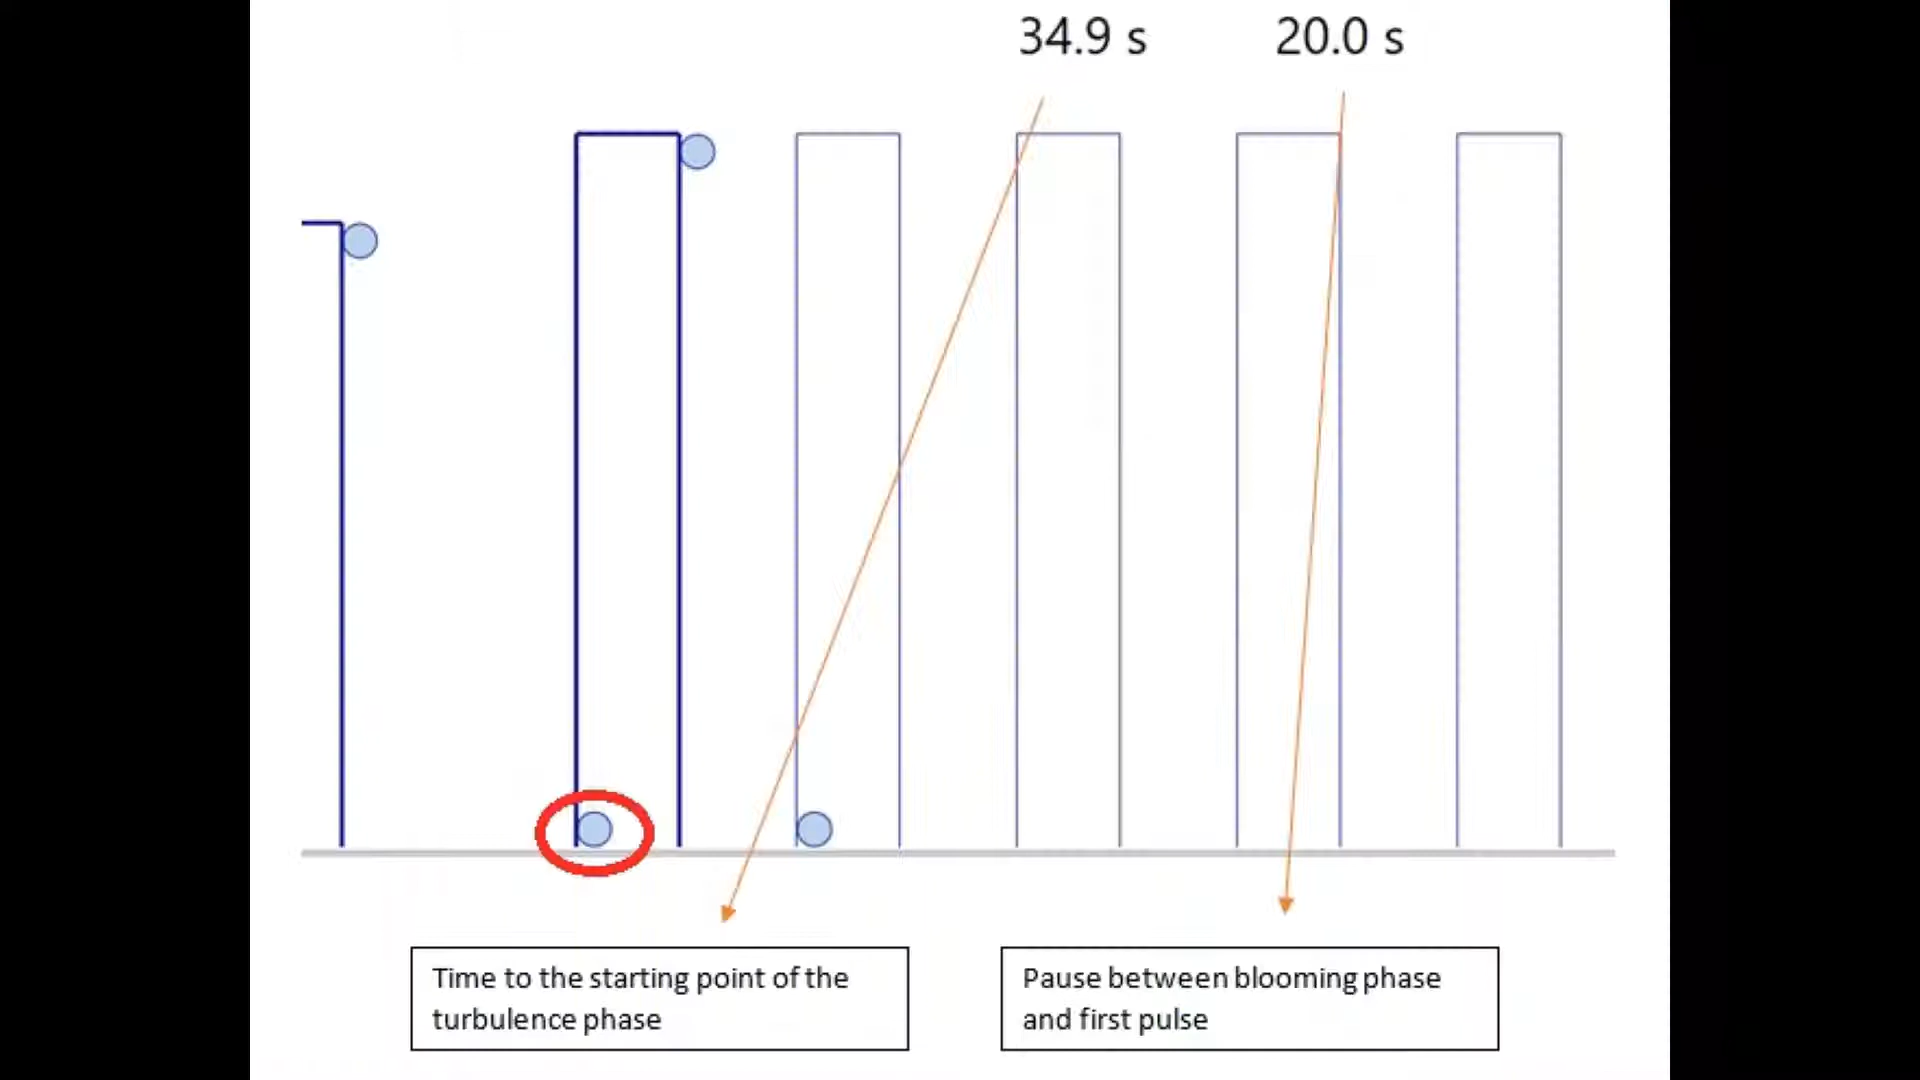 34.9 s
20.0 s
Time to the starting point of the
turbulence phase
Pause between blooming phase
and first pulse